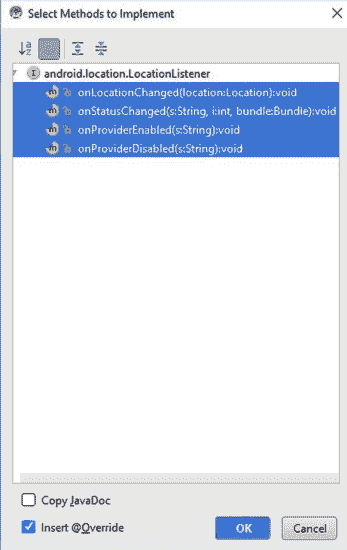 Select Methods to Implement
android.location.LocationListener
onLocationChanged(location:Location):void
onStatusChanged(s:String, i:int, bundle:Bundle):void
onProviderEnabled(s:String):void
onProviderDisabled(s:String):void
Copy JavaDoc
Insert @Override
OK
Cancel